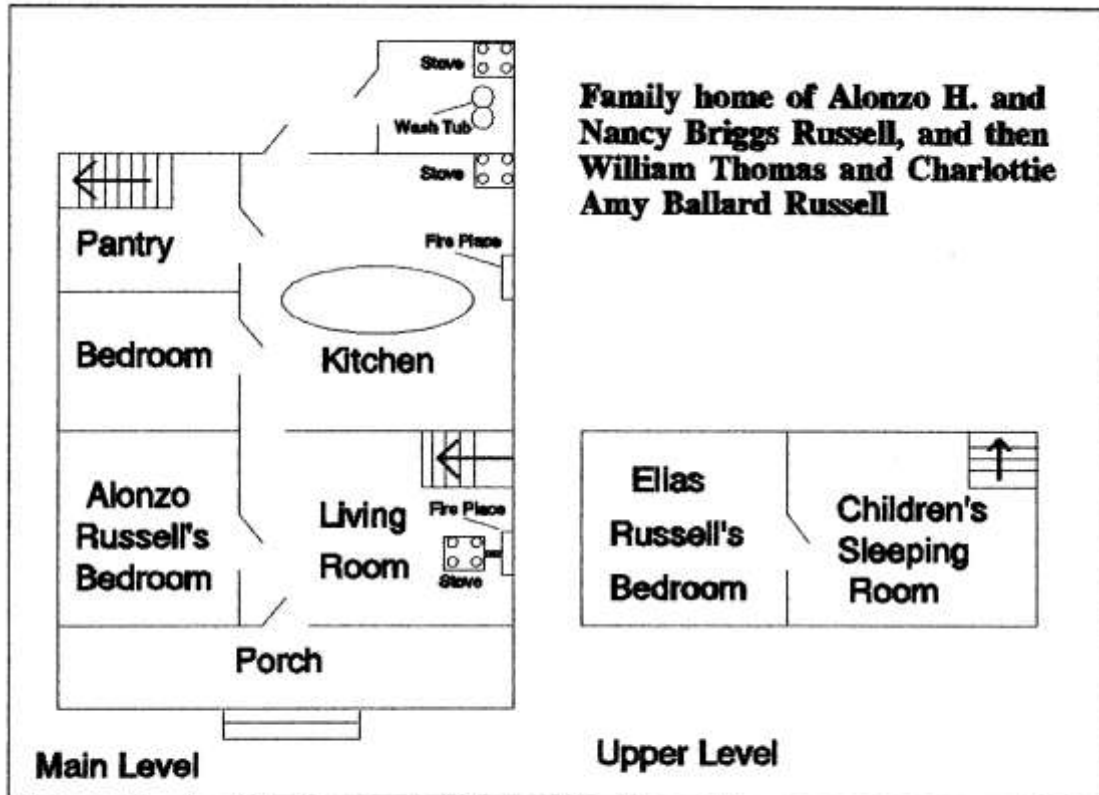 Stove
Wash Tub
Stove
Fire Place
Pantry
Bedroom
Kitchen
Alonzo
Russell's
Bedroom
Living
Room
Fire Place
Stove
Porch
Main Level
Family home of Alonzo H. and
Nancy Briggs Russell, and then
William Thomas and Charlottie
Amy Ballard Russell
Elias
Russell's
Bedroom
Children's
Sleeping
Room
Upper Level